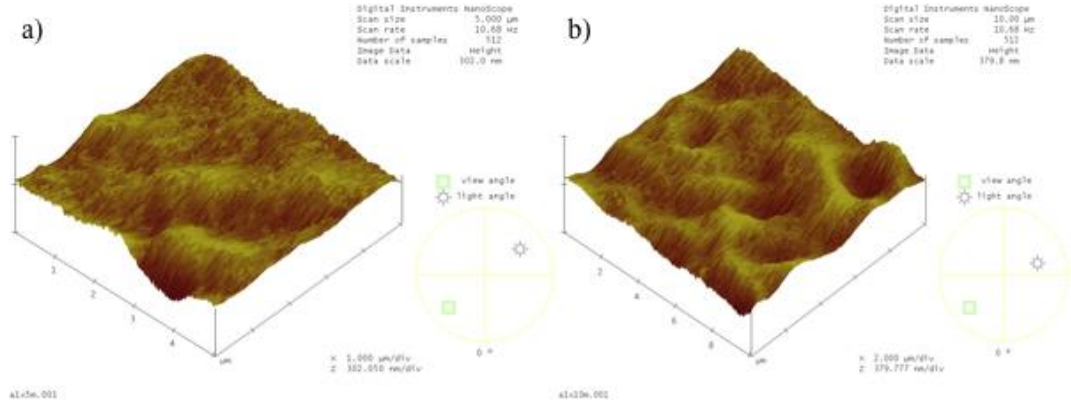 a)
Digital Instruments NanoScope
Scan size 5.000 µm
Scan rate 10.68 Hz
Number of samples 512
Image Data Height
Data scale 302.0 nm
view angle
light angle
1
2
3
4
µm
X 1.000 µm/div
Z 302.050 nm/div
0 °
alx5m.001
b)
Digital Instruments NanoScope
Scan size 10.00 µm
Scan rate 10.68 Hz
Number of samples 512
Image Data Height
Data scale 379.8 nm
view angle
light angle
2
4
6
8
µm
X 2.000 µm/div
Z 379.777 nm/div
0 °
alx10m.001